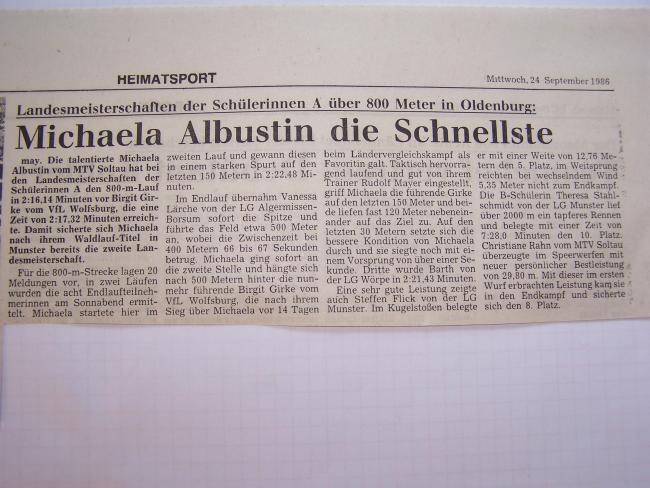 HEIMATSPORT
Mittwoch, 24 September 1986
Landesmeisterschaften der Schülerinnen A über 800 Meter in Oldenburg:
Michaela Albustin die Schnellste
may. Die talentierte Michaela
Albustin vom MTV Soltau hat bei
den Landesmeisterschaften der
Schülerinnen A den 800-m-Lauf
in 2:16,14 Minuten vor Birgit Gir-
ke vom VfL Wolfsburg, die eine
Zeit von 2:17,32 Minuten erreich-
te. Damit sicherte sich Michaela
nach ihrem Waldlauf-Titel in
Munster bereits die zweite Lan-
desmeisterschaft.
Für die 800-m-Strecke lagen 20
Meldungen vor, in zwei Läufen
wurden die acht Endlaufteilneh-
merinnen am Sonnabend ermit-
telt. Michaela startete hier im
zweiten Lauf und gewann diesen
in einem starken Spurt auf den
letzten 150 Metern in 2:22.48 Mi-
nuten.
Im Endlauf übernahm Vanessa
Lärche von der LG Algermissen-
Borsum sofort die Spitze und
führte das Feld etwa 500 Meter
an, wobei die Zwischenzeit bei
400 Metern 66 bis 67 Sekunden
betrug. Michaela ging sofort an
die zweite Stelle und hängte sich
nach 500 Metern hinter die nun-
mehr führende Birgit Girke vom
VfL Wolfsburg, die nach ihrem
Sieg über Michaela vor 14 Tagen
beim Ländervergleichskampf als
Favoritin galt. Taktisch hervorra-
gend laufend und gut von ihrem
Trainer Rudolf Mayer eingestellt,
griff Michaela die führende Girke
auf den letzten 150 Meter und bei-
de liefen fast 120 Meter nebenein-
ander auf das Ziel zu. Auf den
letzten 30 Metern setzte sich die
bessere Kondition von Michaela
durch und sie siegte noch mit ei-
nem Vorsprung von über einer Se-
kunde. Dritte wurde Barth von
der LG Wörpe in 2:21,43 Minuten.
Eine sehr gute Leistung zeigte
auch Steffen Flick von der LG
Munster. Im Kugelstoßen belegte
er mit einer Weite von 12,76 Me-
tern den 5. Platz, im Weitsprung
reichten bei wechselndem Wind
5,35 Meter nicht zum Endkampf.
Die B-Schülerin Theresa Stahl-
schmidt von der LG Munster lief
über 2000 m ein tapferes Rennen
und belegte mit einer Zeit von
7:28,0 Minuten den 10. Platz.
Christiane Rahn vom MTV Soltau
überzeugte im Speerwerfen mit
neuer persönlicher Bestleistung
von 29,80 m. Mit dieser im ersten
Wurf erbrachten Leistung kam sie
in den Endkampf und sicherte
sich den 8. Platz.